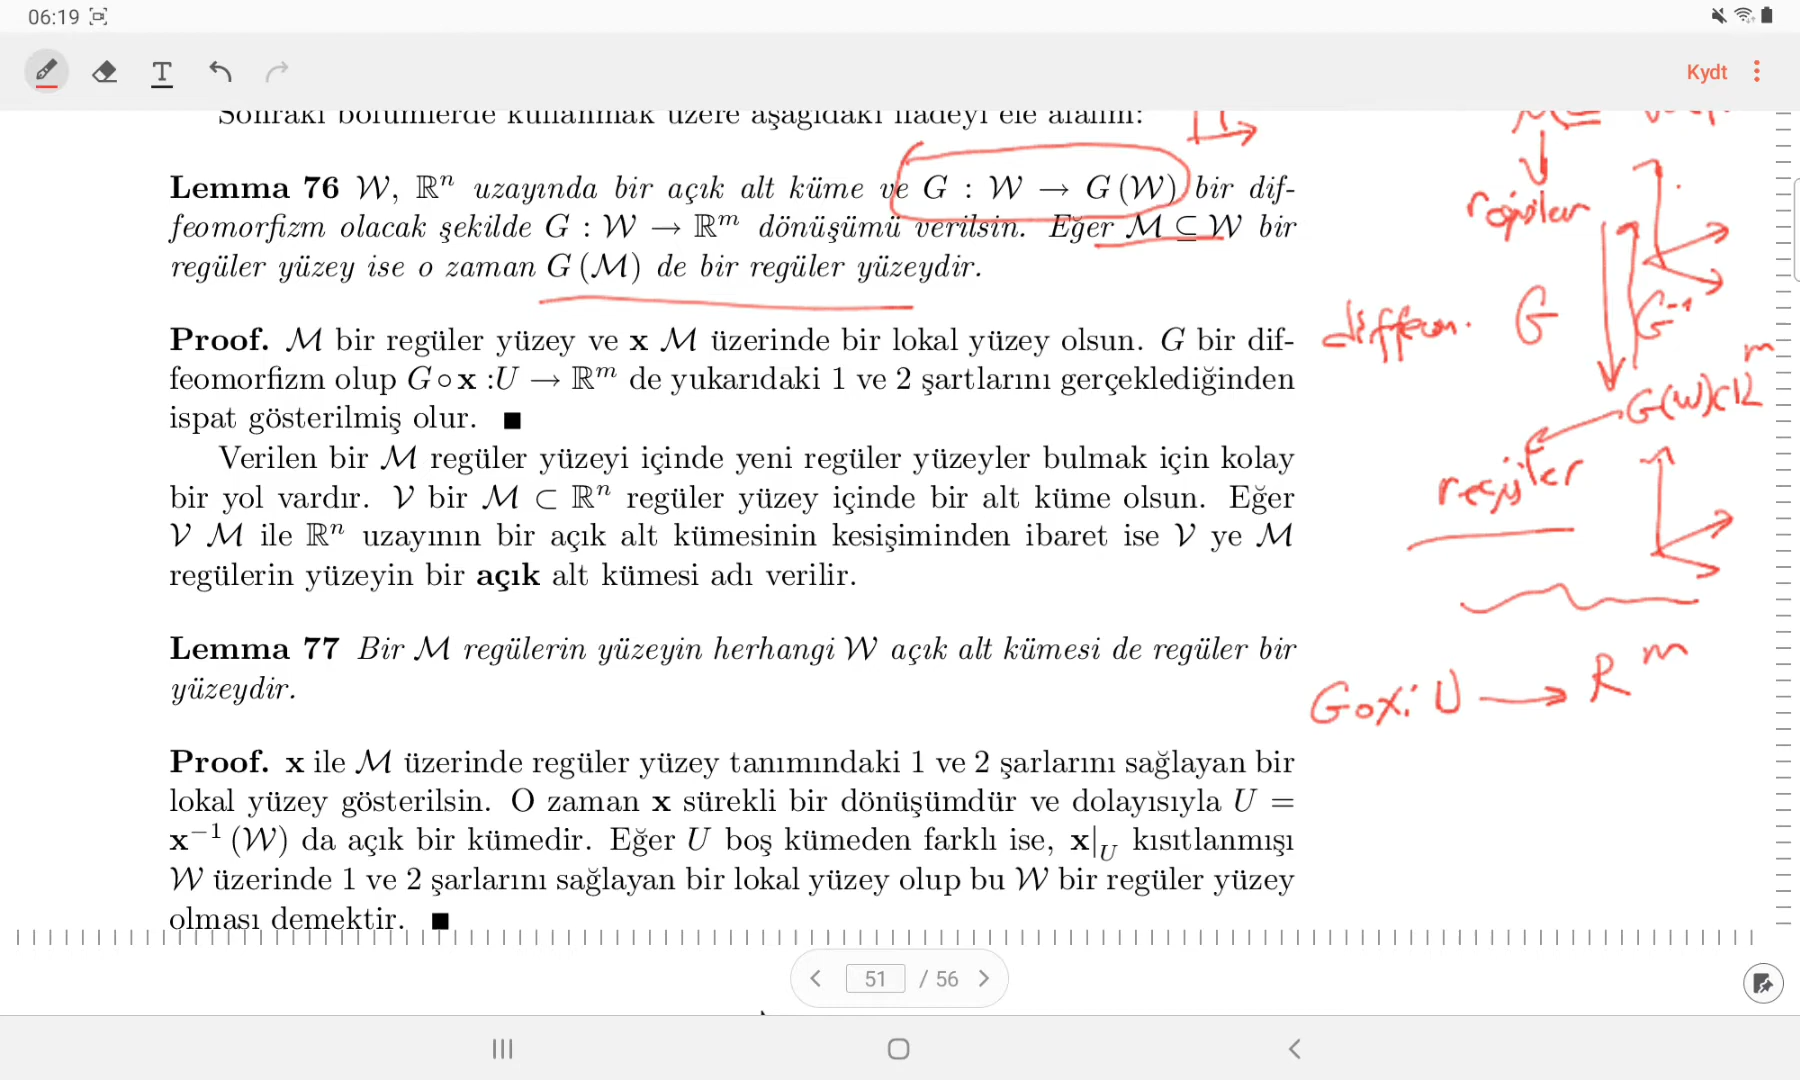 06:19
T
Kydt
Sonraki bölümlerde kullanmak üzere aşağıdaki ifadeyi ele alalım:
Lemma 76 𝒲, ℝⁿ uzayında bir açık alt küme ve G : 𝒲 → G (𝒲) bir dif-
feomorfizm olacak şekilde G : 𝒲 → ℝᵐ dönüşümü verilsin. Eğer ℳ ⊆ 𝒲 bir
regüler yüzey ise o zaman G (ℳ) de bir regüler yüzeydir.
Proof. ℳ bir regüler yüzey ve x ℳ üzerinde bir lokal yüzey olsun. G bir dif-
feomorfizm olup G∘x :U → ℝᵐ de yukarıdaki 1 ve 2 şartlarını gerçeklediğinden
ispat gösterilmiş olur. ■
Verilen bir ℳ regüler yüzeyi içinde yeni regüler yüzeyler bulmak için kolay
bir yol vardır. 𝒱 bir ℳ ⊂ ℝⁿ regüler yüzey içinde bir alt küme olsun. Eğer
𝒱 ℳ ile ℝⁿ uzayının bir açık alt kümesinin kesişiminden ibaret ise 𝒱 ye ℳ
regülerin yüzeyin bir açık alt kümesi adı verilir.
Lemma 77 Bir ℳ regülerin yüzeyin herhangi 𝒲 açık alt kümesi de regüler bir
yüzeydir.
Proof. x ile ℳ üzerinde regüler yüzey tanımındaki 1 ve 2 şarlarını sağlayan bir
lokal yüzey gösterilsin. O zaman x sürekli bir dönüşümdür ve dolayısıyla U =
x⁻¹ (𝒲) da açık bir kümedir. Eğer U boş kümeden farklı ise, x|_U kısıtlanmışı
𝒲 üzerinde 1 ve 2 şarlarını sağlayan bir lokal yüzey olup bu 𝒲 bir regüler yüzey
olması demektir. ■
diffeom. G G⁻¹
G(W)⊂ℝᵐ
G∘x: U → Rᵐ
51 / 56